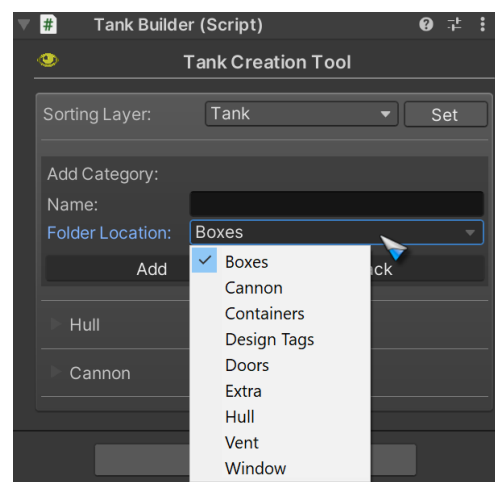 # Tank Builder (Script)
Tank Creation Tool
Sorting Layer: Tank Set
Add Category:
Name:
Folder Location: Boxes
Add ck
Boxes
Cannon
Containers
Design Tags
Doors
Extra
Hull
Vent
Window
Hull
Cannon